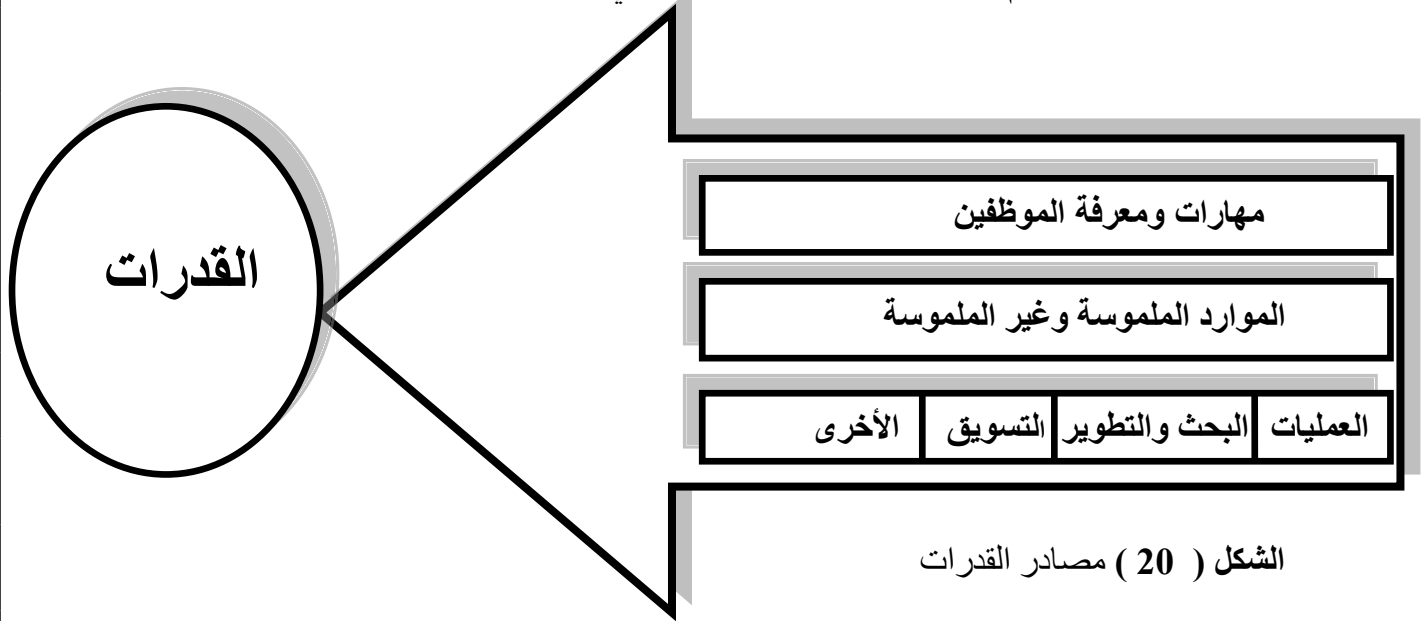 مهارات ومعرفة الموظفين
القدرات
الموارد الملموسة وغير الملموسة
العمليات البحث والتطوير التسويق الأخرى
الشكل ( 20 ) مصادر القدرات